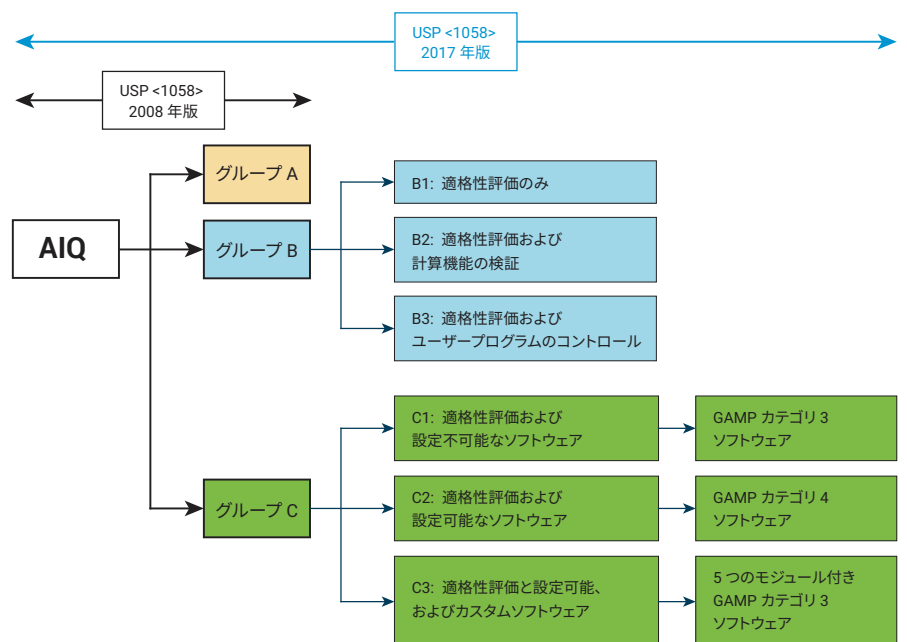 USP <1058>
2017 年版
USP <1058>
2008 年版
グループ A
AIQ
グループ B
B1: 適格性評価のみ
B2: 適格性評価および
計算機能の検証
B3: 適格性評価および
ユーザープログラムのコントロール
グループ C
C1: 適格性評価および
設定不可能なソフトウェア
GAMP カテゴリ 3
ソフトウェア
C2: 適格性評価および
設定可能なソフトウェア
GAMP カテゴリ 4
ソフトウェア
C3: 適格性評価と設定可能、
およびカスタムソフトウェア
5 つのモジュール付き
GAMP カテゴリ 3
ソフトウェア